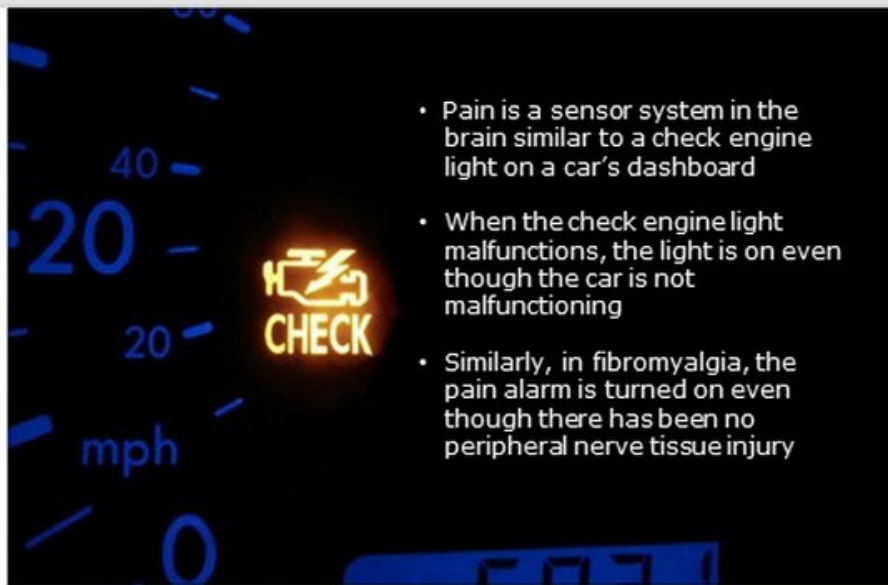 40
20
20
mph
0
CHECK
• Pain is a sensor system in the
brain similar to a check engine
light on a car's dashboard
• When the check engine light
malfunctions, the light is on even
though the car is not
malfunctioning
• Similarly, in fibromyalgia, the
pain alarm is turned on even
though there has been no
peripheral nerve tissue injury